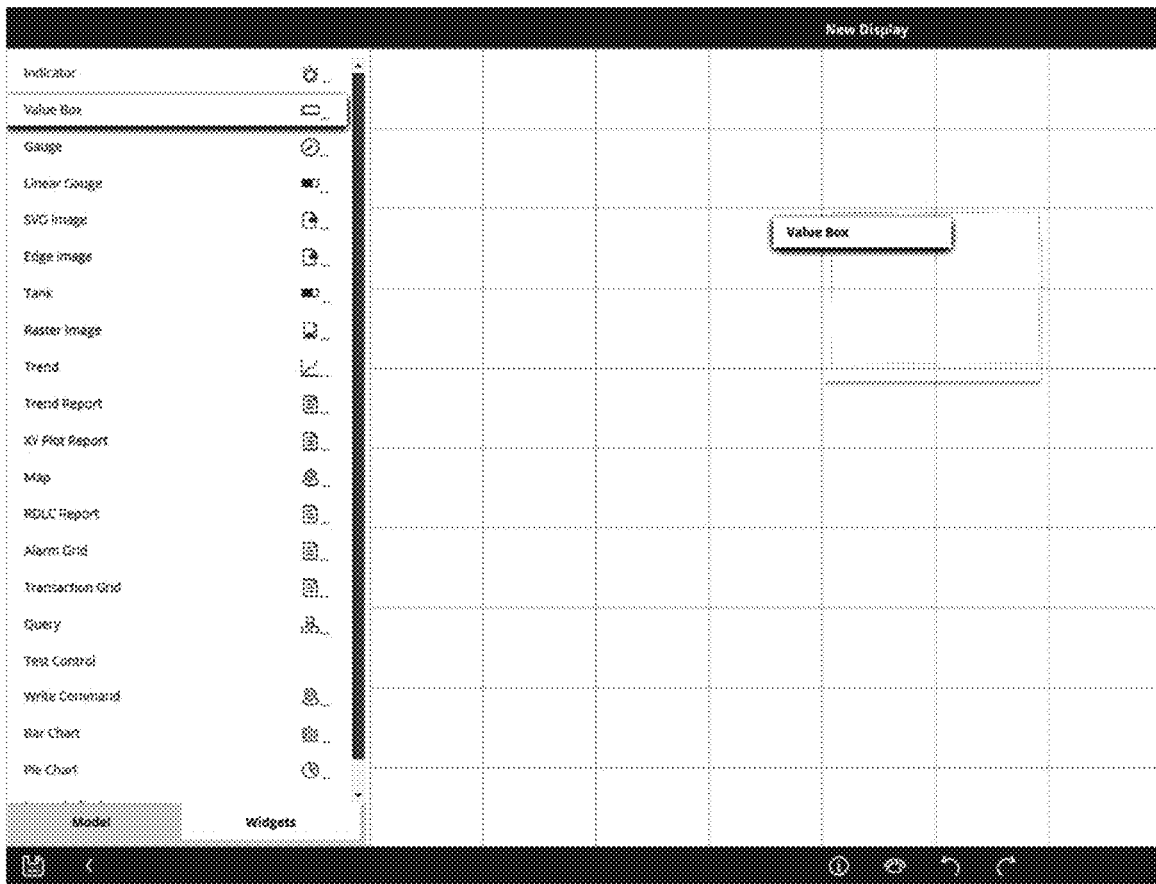 New Display
Indicator
Value Box
Gauge
Linear Gauge
SVG Image
Edge Image
Tank
Raster Image
Trend
Trend Report
XY Plot Report
Map
RDLC Report
Alarm Grid
Transaction Grid
Query
Test Control
Write Command
Bar Chart
Pie Chart
Model
Widgets
Value Box